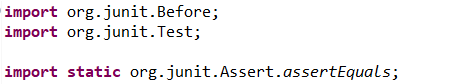 import org.junit.Before;
import org.junit.Test;
import static org.junit.Assert.assertEquals;